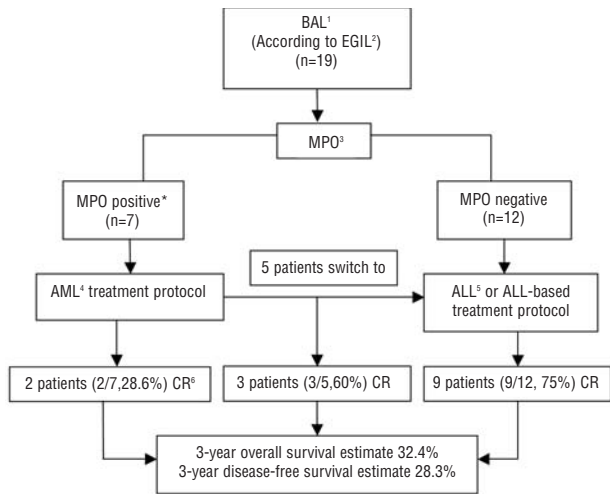 BAL¹
(According to EGIL²)
(n=19)
MPO³
MPO positive*
(n=7)
MPO negative
(n=12)
5 patients switch to
AML⁴ treatment protocol
ALL⁵ or ALL-based
treatment protocol
2 patients (2/7,28.6%) CR⁶
3 patients (3/5,60%) CR
9 patients (9/12, 75%) CR
3-year overall survival estimate 32.4%
3-year disease-free survival estimate 28.3%